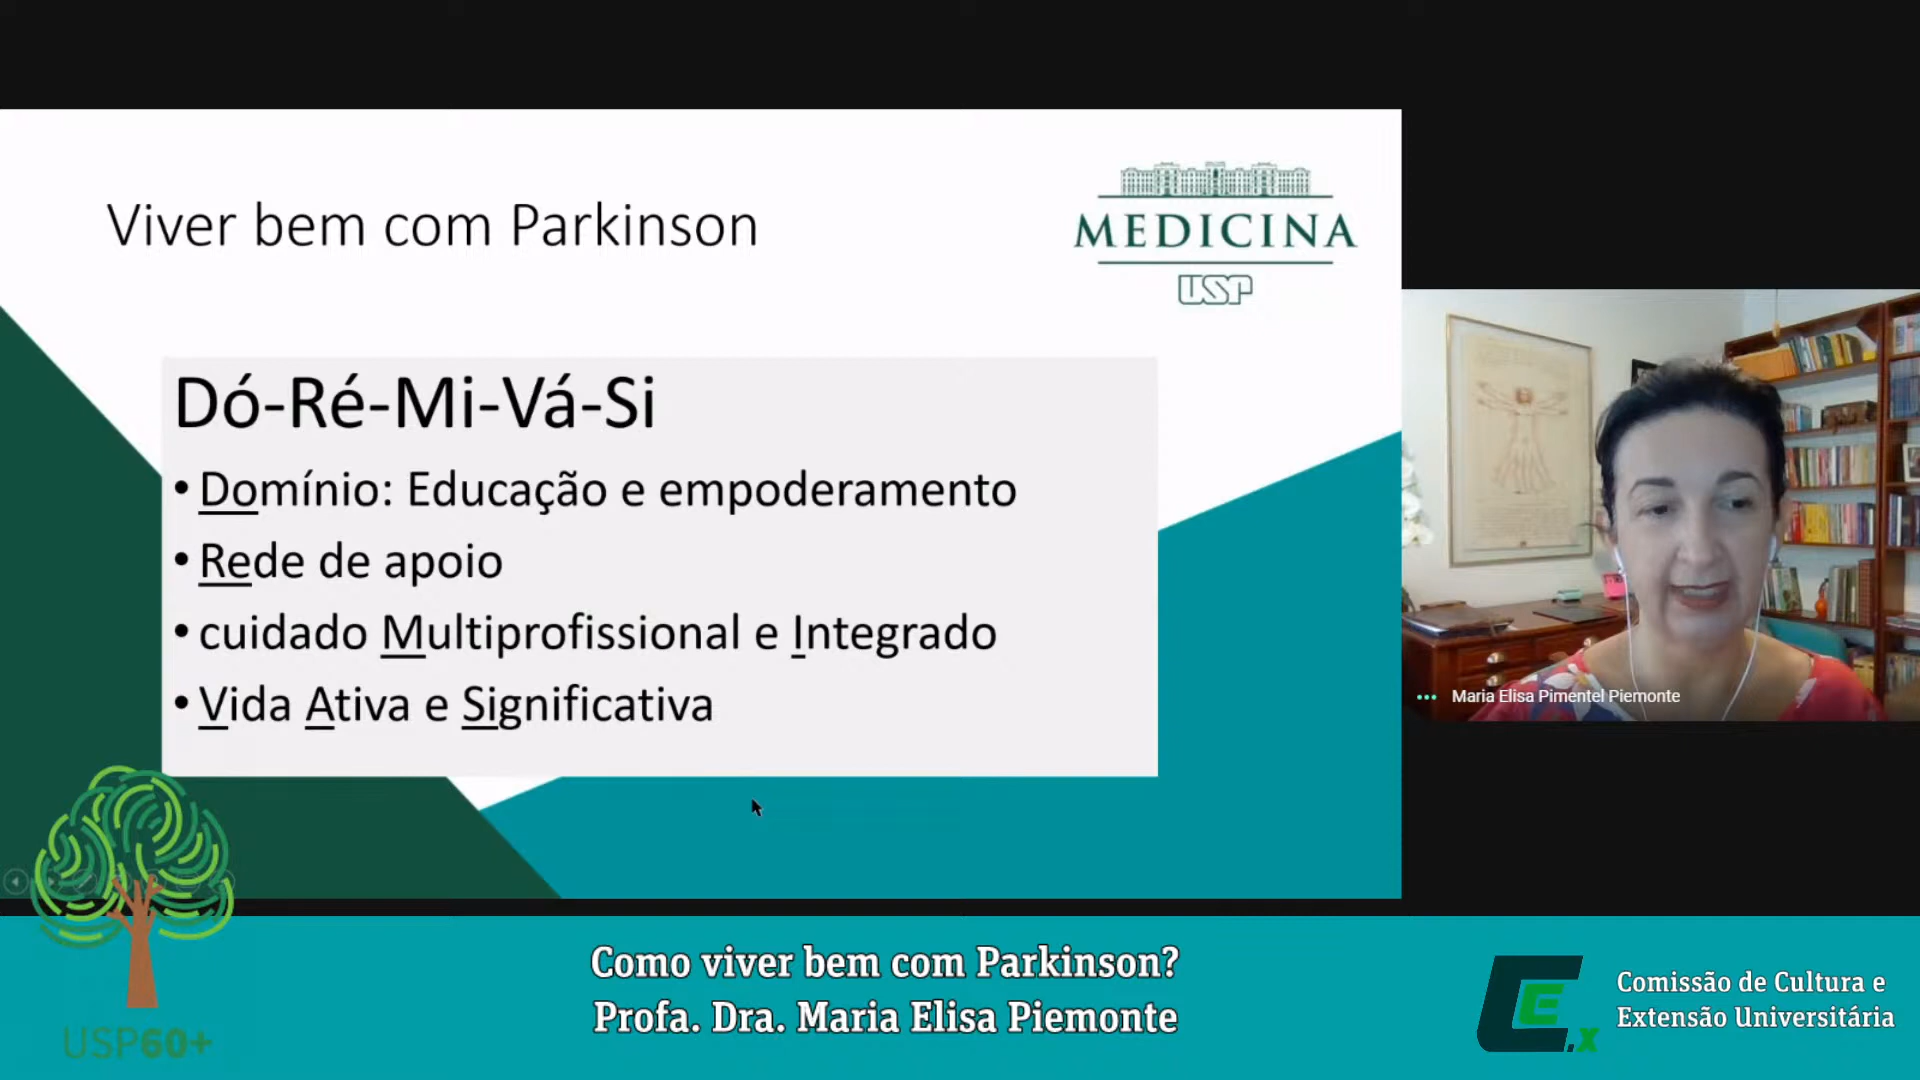 Viver bem com Parkinson
MEDICINA
USP
Dó-Ré-Mi-Vá-Si
• Domínio: Educação e empoderamento
• Rede de apoio
• cuidado Multiprofissional e Integrado
• Vida Ativa e Significativa
Maria Elisa Pimentel Piemonte
USP60+
Como viver bem com Parkinson?
Profa. Dra. Maria Elisa Piemonte
CEx
Comissão de Cultura e
Extensão Universitária